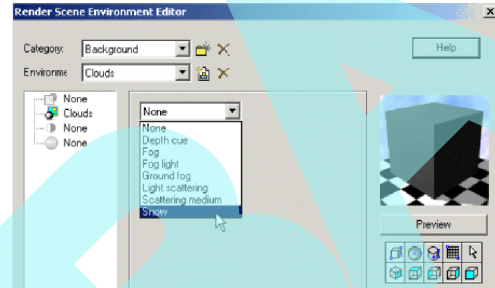 Render Scene Environment Editor
Category: Background
Help
Environme Clouds
None
Clouds
None
None
None
None
Depth cue
Fog
Fog light
Ground fog
Light scattering
Scattering medium
Snow
Preview